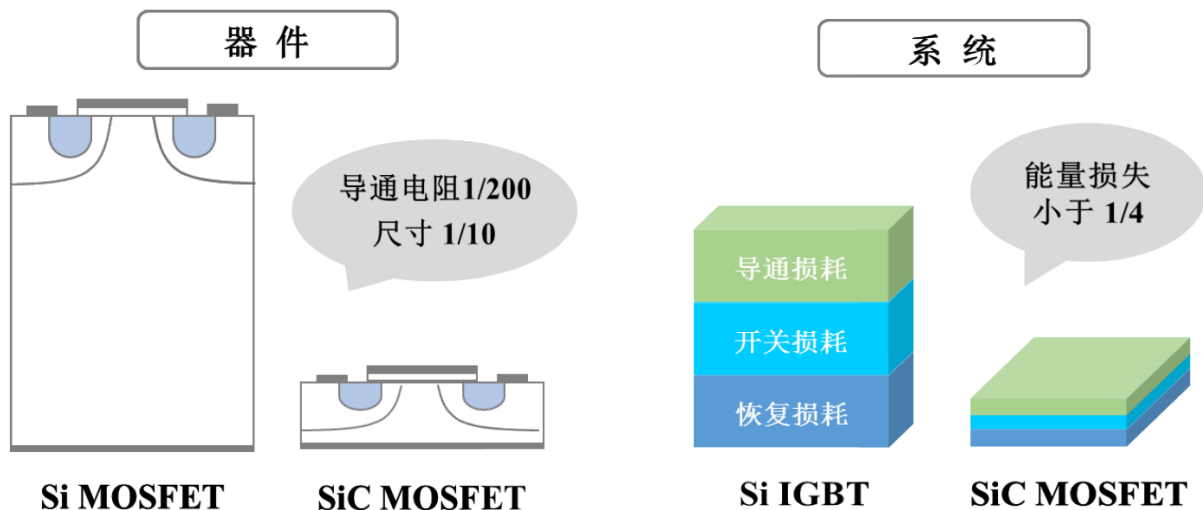 器 件
系 统
导通电阻1/200
尺寸 1/10
能量损失
小于 1/4
导通损耗
开关损耗
恢复损耗
Si MOSFET
SiC MOSFET
Si IGBT
SiC MOSFET